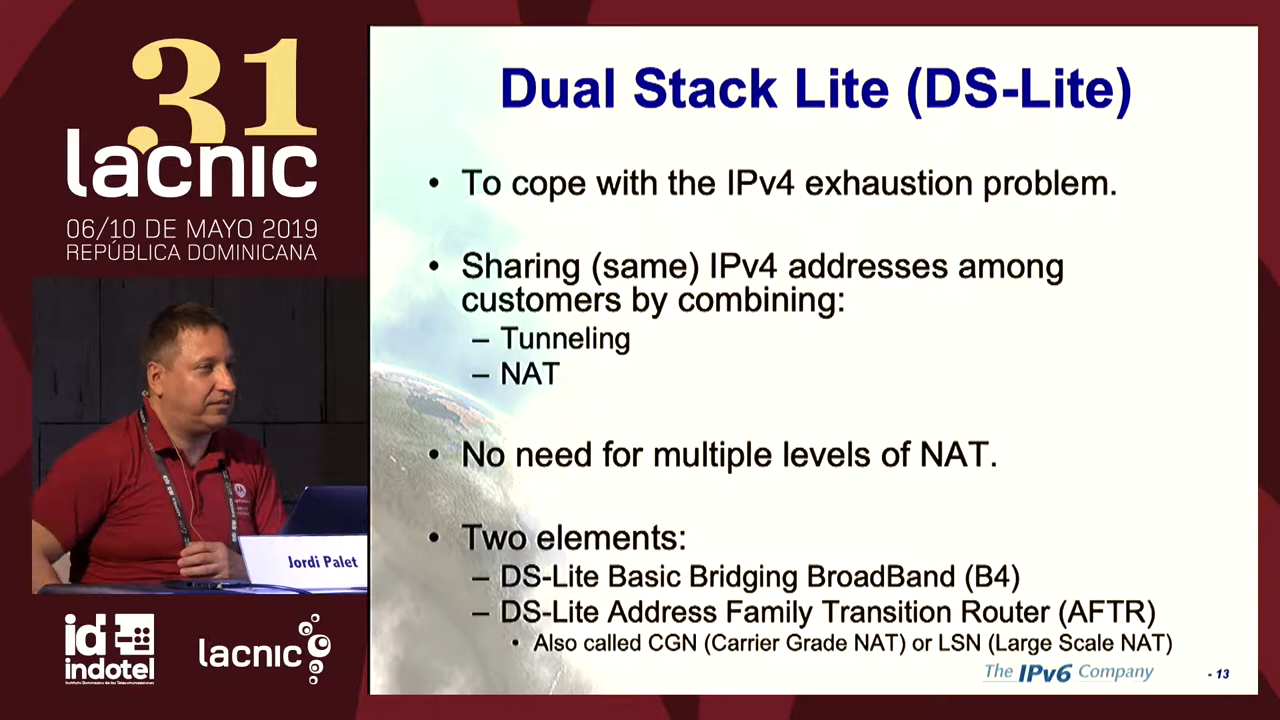 31
lacnic
06/10 DE MAYO 2019
REPÚBLICA DOMINICANA
Jordi Palet
id
indotel
lacnic
Dual Stack Lite (DS-Lite)
• To cope with the IPv4 exhaustion problem.
• Sharing (same) IPv4 addresses among
customers by combining:
– Tunneling
– NAT
• No need for multiple levels of NAT.
• Two elements:
– DS-Lite Basic Bridging BroadBand (B4)
– DS-Lite Address Family Transition Router (AFTR)
• Also called CGN (Carrier Grade NAT) or LSN (Large Scale NAT)
The IPv6 Company
- 13